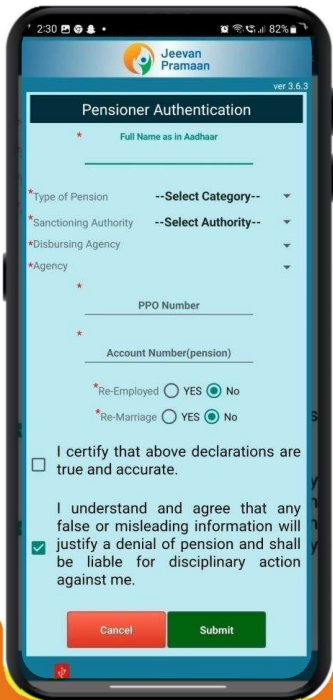 2:30 82%
Jeevan
Pramaan
ver 3.6.3
Pensioner Authentication
* Full Name as in Aadhaar
*Type of Pension --Select Category--
*Sanctioning Authority --Select Authority--
*Disbursing Agency
*Agency
*
PPO Number
*
Account Number(pension)
*Re-Employed YES No
*Re-Marriage YES No
I certify that above declarations are
true and accurate.
I understand and agree that any
false or misleading information will
justify a denial of pension and shall
be liable for disciplinary action
against me.
Cancel Submit